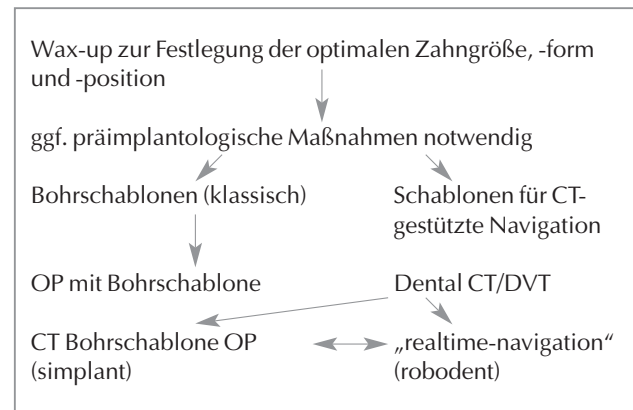 Wax-up zur Festlegung der optimalen Zahngröße, -form
und -position
ggf. präimplantologische Maßnahmen notwendig
Bohrschablonen (klassisch)
Schablonen für CT-
gestützte Navigation
OP mit Bohrschablone
Dental CT/DVT
CT Bohrschablone OP
(simplant)
„realtime-navigation“
(robodent)